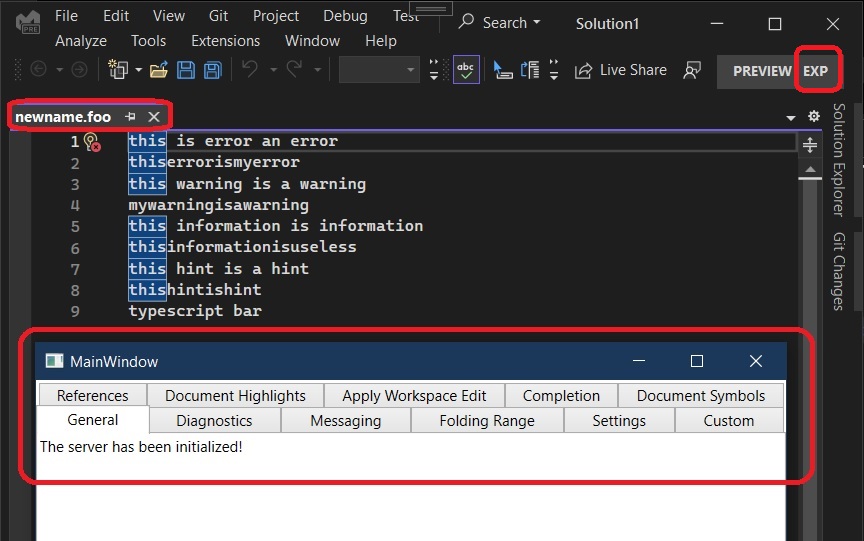 File Edit View Git Project Debug Test Search Solution1
Analyze Tools Extensions Window Help
PRE
abc Live Share PREVIEW EXP
newname.foo
1 this is error an error
2 thiserrorismyerror
3 this warning is a warning
4 mywarningisawarning
5 this information is information
6 thisinformationisuseless
7 this hint is a hint
8 thishintishint
9 typescript bar
Solution Explorer
Git Changes
MainWindow
References Document Highlights Apply Workspace Edit Completion Document Symbols
General Diagnostics Messaging Folding Range Settings Custom
The server has been initialized!